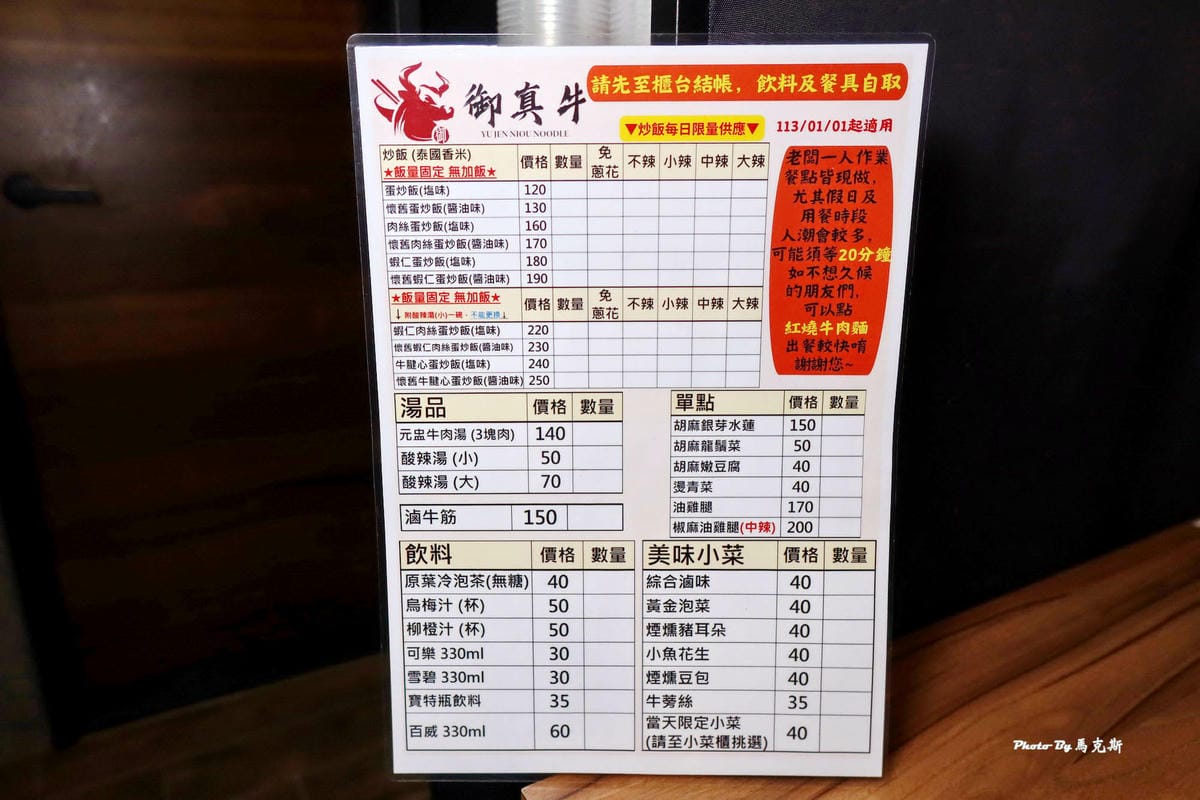 御真牛
YU JEN NIOU NOODLE
御
請先至櫃台結帳，飲料及餐具自取
▼炒飯每日限量供應▼
113/01/01起適用
炒飯 (泰國香米) 價格 數量 免蔥花 不辣 小辣 中辣 大辣
★飯量固定 無加飯★
蛋炒飯(塩味) 120
懷舊蛋炒飯(醬油味) 130
肉絲蛋炒飯(塩味) 160
懷舊肉絲蛋炒飯(醬油味) 170
蝦仁蛋炒飯(塩味) 180
懷舊蝦仁蛋炒飯(醬油味) 190
★飯量固定 無加飯★ 價格 數量 免蔥花 不辣 小辣 中辣 大辣
↓附酸辣湯(小)一碗，不能更換↓
蝦仁肉絲蛋炒飯(塩味) 220
懷舊蝦仁肉絲蛋炒飯(醬油味) 230
牛腱心蛋炒飯(塩味) 240
懷舊牛腱心蛋炒飯(醬油味) 250
老闆一人作業
餐點皆現做，
尤其假日及
用餐時段
人潮會較多，
可能須等20分鐘
如不想久候
的朋友們，
可以點
紅燒牛肉麵
出餐較快唷
謝謝您~
湯品 價格 數量
元盅牛肉湯 (3塊肉) 140
酸辣湯 (小) 50
酸辣湯 (大) 70
滷牛筋 150
單點 價格 數量
胡麻銀芽水蓮 150
胡麻龍鬚菜 50
胡麻嫩豆腐 40
燙青菜 40
油雞腿 170
椒麻油雞腿(中辣) 200
飲料 價格 數量
原葉冷泡茶(無糖) 40
烏梅汁 (杯) 50
柳橙汁 (杯) 50
可樂 330ml 30
雪碧 330ml 30
寶特瓶飲料 35
百威 330ml 60
美味小菜 價格 數量
綜合滷味 40
黃金泡菜 40
煙燻豬耳朵 40
小魚花生 40
煙燻豆包 40
牛蒡絲 35
當天限定小菜
(請至小菜櫃挑選) 40
Photo By 馬克斯